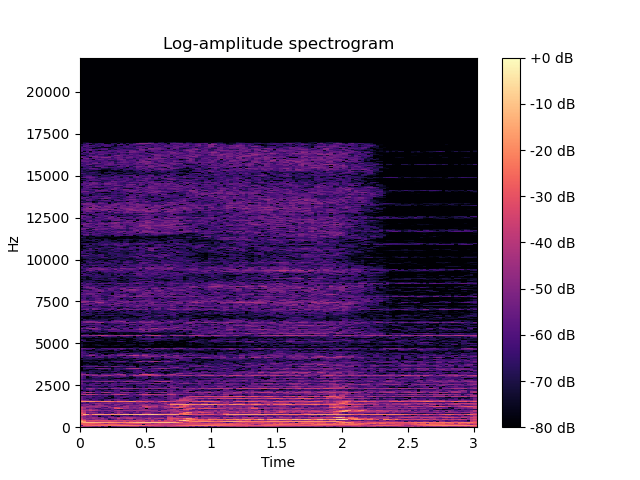 Log-amplitude spectrogram
Hz
20000
17500
15000
12500
10000
7500
5000
2500
0
0
0.5
1
1.5
2
2.5
3
Time
+0 dB
-10 dB
-20 dB
-30 dB
-40 dB
-50 dB
-60 dB
-70 dB
-80 dB